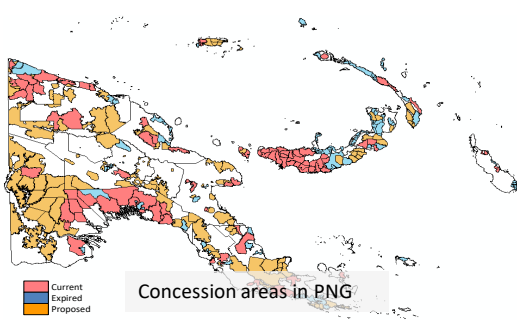 Current
Expired
Proposed
Concession areas in PNG